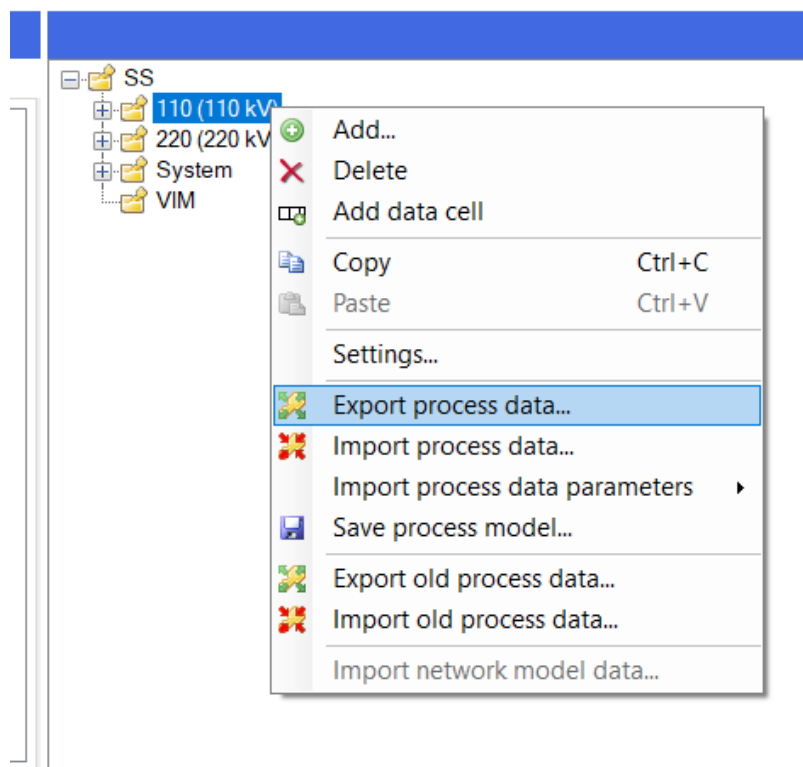 SS
110 (110 kV)
220 (220 kV
System
VIM
Add...
Delete
Add data cell
Copy Ctrl+C
Paste Ctrl+V
Settings...
Export process data...
Import process data...
Import process data parameters
Save process model...
Export old process data...
Import old process data...
Import network model data...